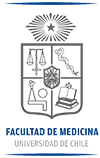 FACULTAD DE MEDICINA
UNIVERSIDAD DE CHILE